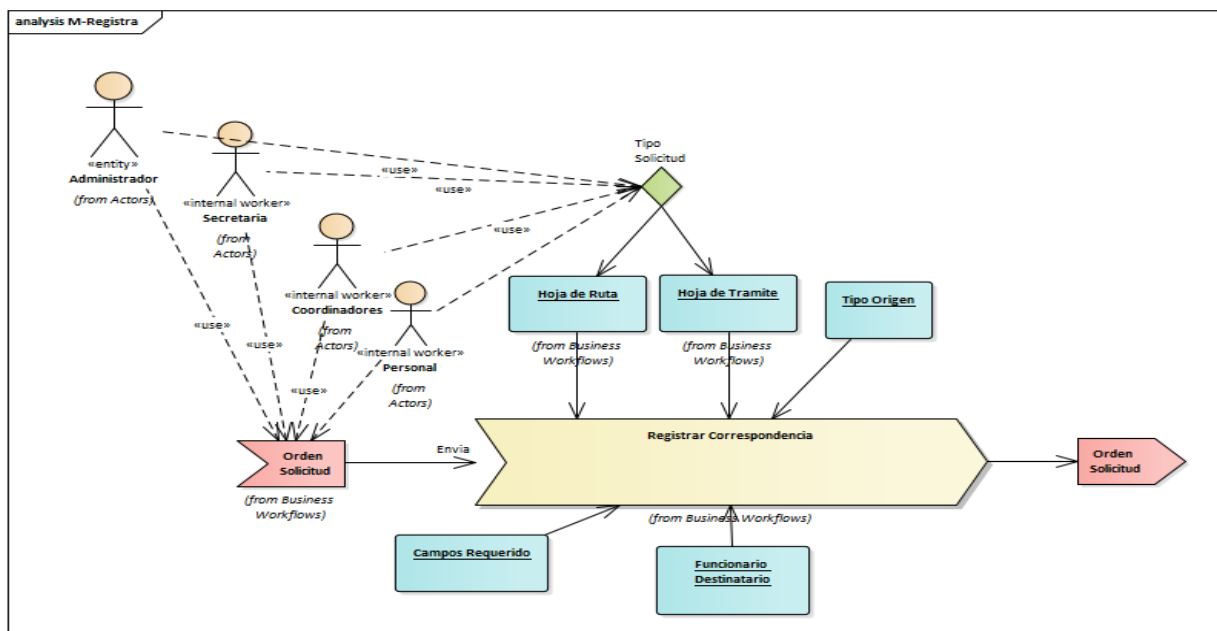 analysis M-Registra
«entity»
Administrador
(from Actors)
«internal worker»
Secretaria
(from
Actors)
«internal worker»
Coordinadores
(from
Actors)
«internal worker»
Personal
(from
Actors)
«use»
«use»
«use»
«use»
«use»
«use»
Tipo
Solicitud
Hoja de Ruta
(from Business
Workflows)
Hoja de Tramite
(from Business
Workflows)
Tipo Origen
Orden
Solicitud
(from Business
Workflows)
Envia
Registrar Correspondencia
(from Business Workflows)
Orden
Solicitud
Campos Requerido
Funcionario
Destinatario